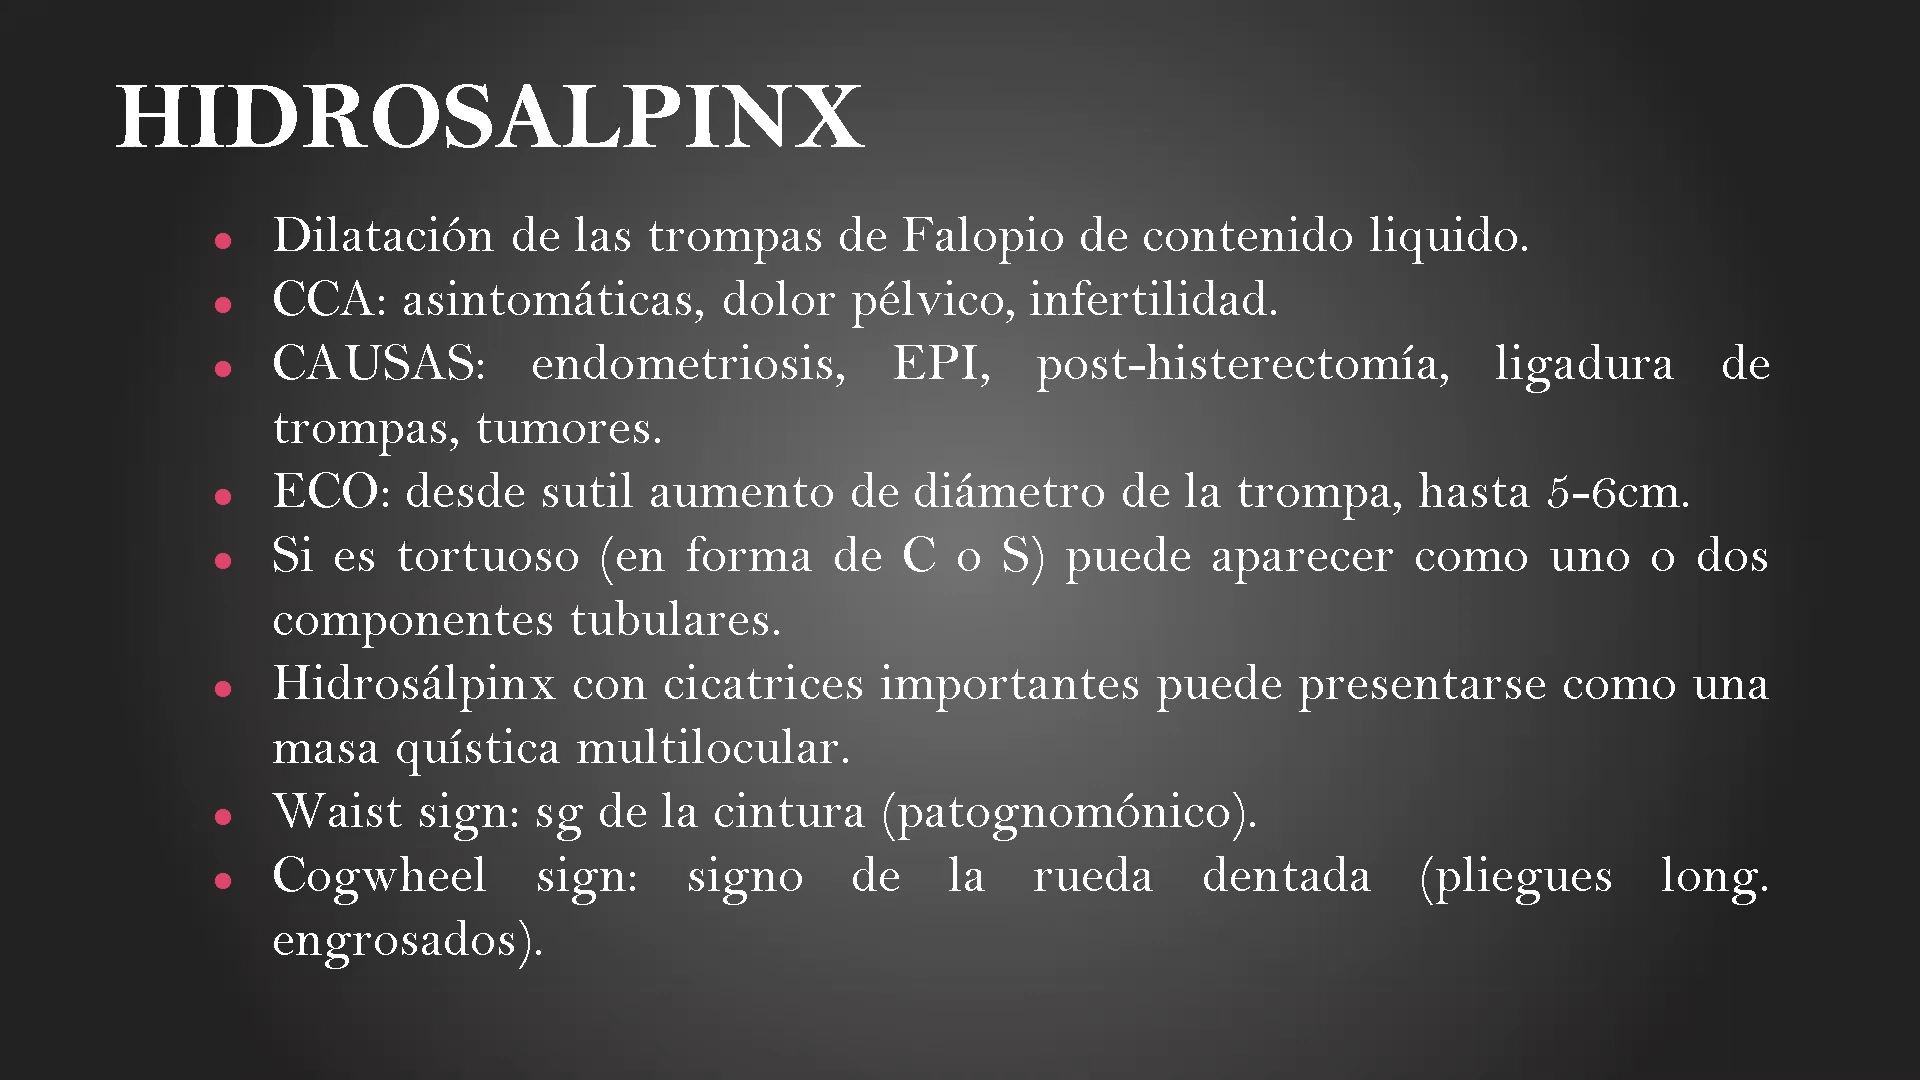 HIDROSALPINX
• Dilatación de las trompas de Falopio de contenido liquido.
• CCA: asintomáticas, dolor pélvico, infertilidad.
• CAUSAS: endometriosis, EPI, post-histerectomía, ligadura de
trompas, tumores.
• ECO: desde sutil aumento de diámetro de la trompa, hasta 5-6cm.
• Si es tortuoso (en forma de C o S) puede aparecer como uno o dos
componentes tubulares.
• Hidrosálpinx con cicatrices importantes puede presentarse como una
masa quística multilocular.
• Waist sign: sg de la cintura (patognomónico).
• Cogwheel sign: signo de la rueda dentada (pliegues long.
engrosados).